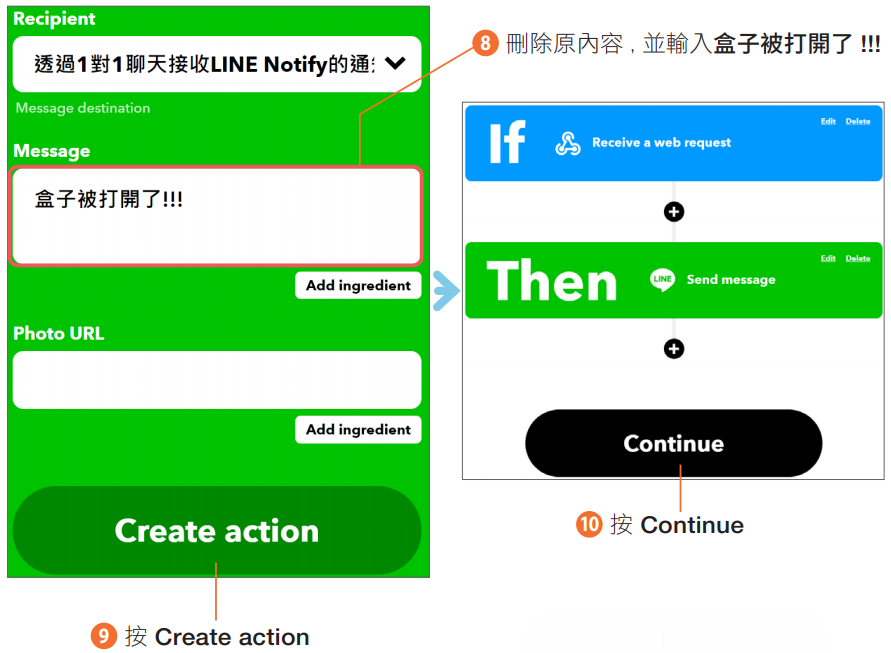 Recipient
透過1對1聊天接收LINE Notify的通
Message destination
Message
盒子被打開了!!!
Add ingredient
Photo URL
Add ingredient
Create action
❽ 刪除原內容 , 並輸入盒子被打開了 !!!
If
Receive a web request
Edit Delete
Then
LINE
Send message
Edit Delete
Continue
❿ 按 Continue
❾ 按 Create action